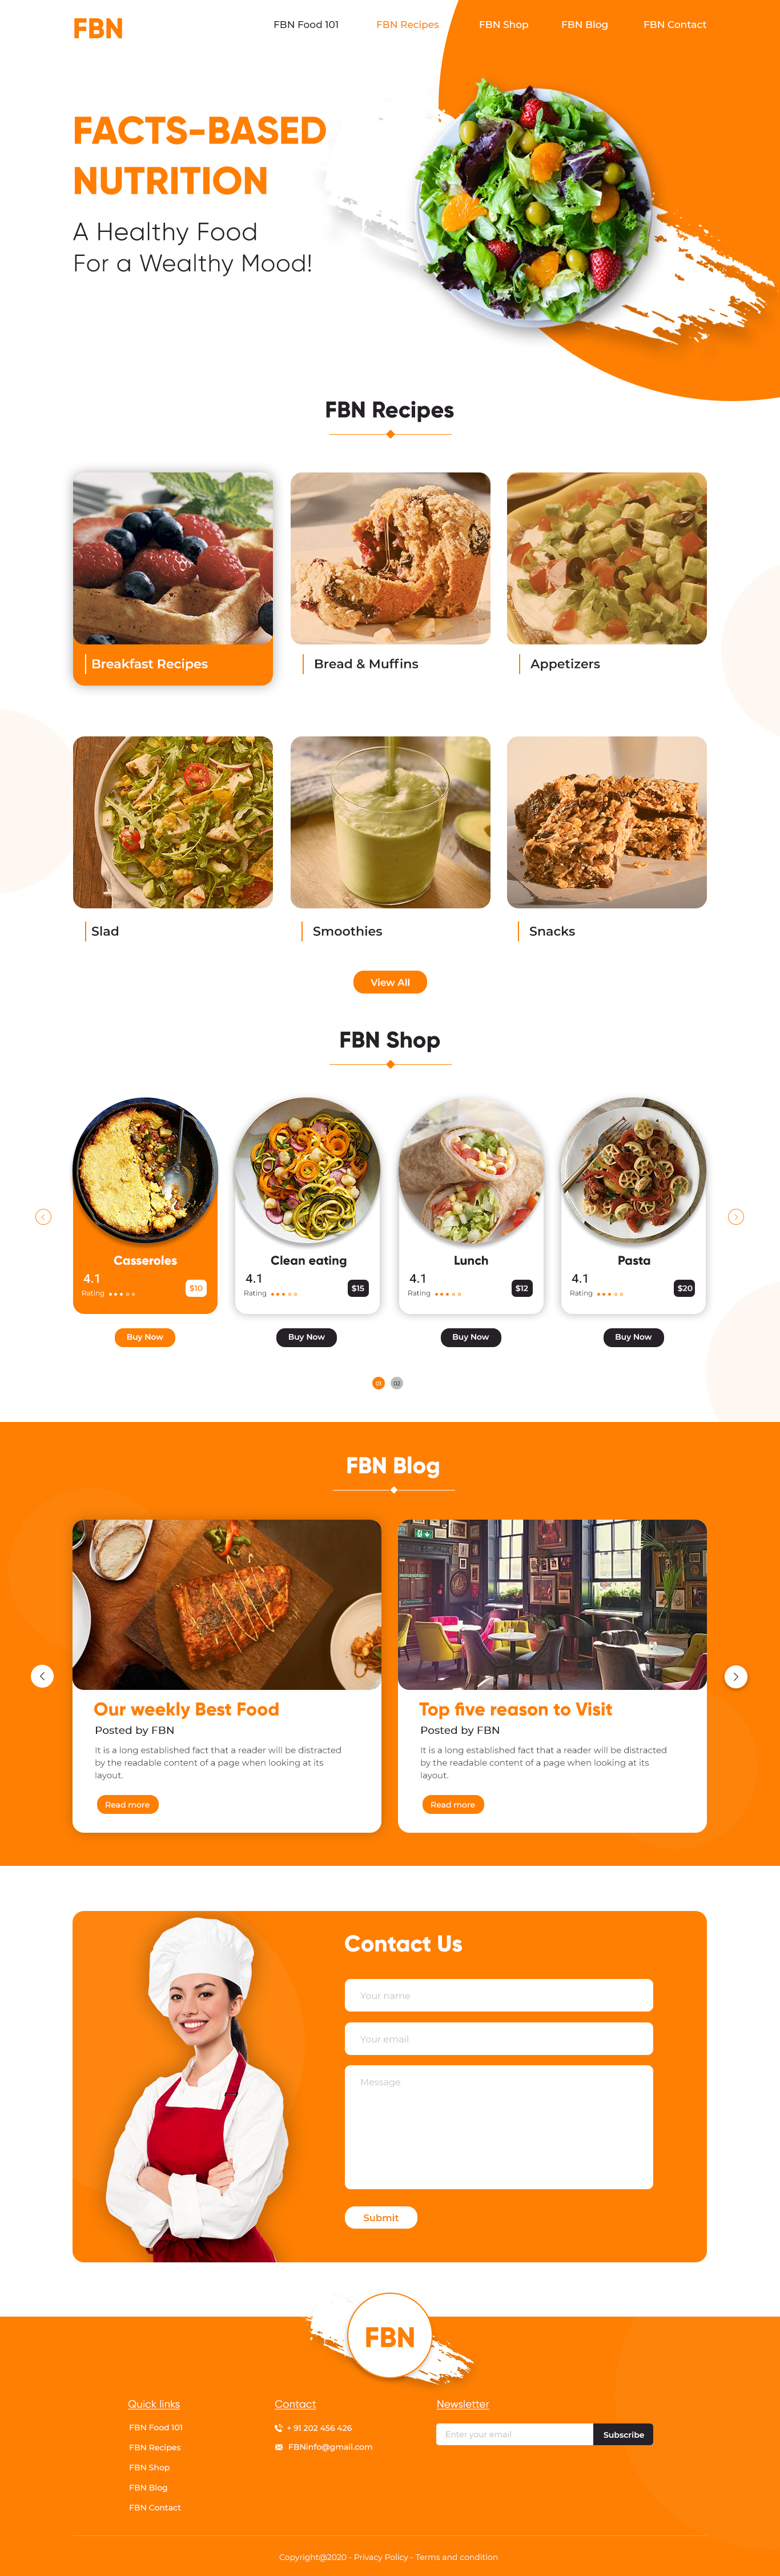 FBN
FBN Food 101
FBN Recipes
FBN Shop
FBN Blog
FBN Contact
FACTS-BASED
NUTRITION
A Healthy Food
For a Wealthy Mood!
FBN Recipes
Breakfast Recipes
Bread & Muffins
Appetizers
Slad
Smoothies
Snacks
View All
FBN Shop
Casseroles
4.1
Rating
$10
Buy Now
Clean eating
4.1
Rating
$15
Buy Now
Lunch
4.1
Rating
$12
Buy Now
Pasta
4.1
Rating
$20
Buy Now
01
02
FBN Blog
Our weekly Best Food
Posted by FBN
It is a long established fact that a reader will be distracted
by the readable content of a page when looking at its
layout.
Read more
Top five reason to Visit
Posted by FBN
It is a long established fact that a reader will be distracted
by the readable content of a page when looking at its
layout.
Read more
Contact Us
Your name
Your email
Message
Submit
FBN
Quick links
FBN Food 101
FBN Recipes
FBN Shop
FBN Blog
FBN Contact
Contact
+ 91 202 456 426
FBNinfo@gmail.com
Newsletter
Enter your email
Subscribe
Copyright@2020 - Privacy Policy - Terms and condition